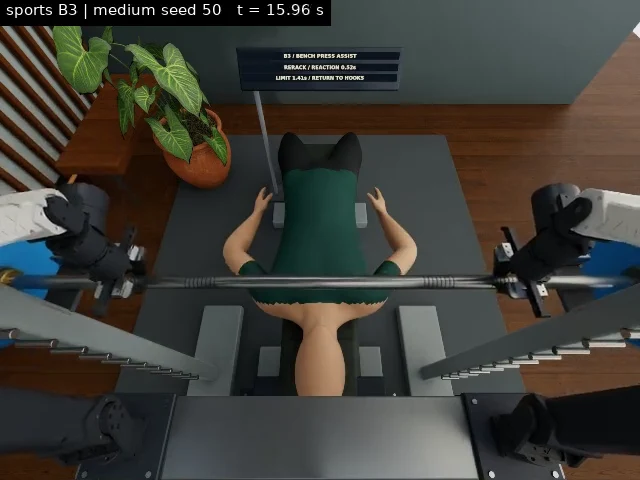 sports B3 | medium seed 50 t = 15.96 s
B3 / BENCH PRESS ASSIST
RERACK / REACTION 0.52s
LIMIT 1.41s / RETURN TO HOOKS